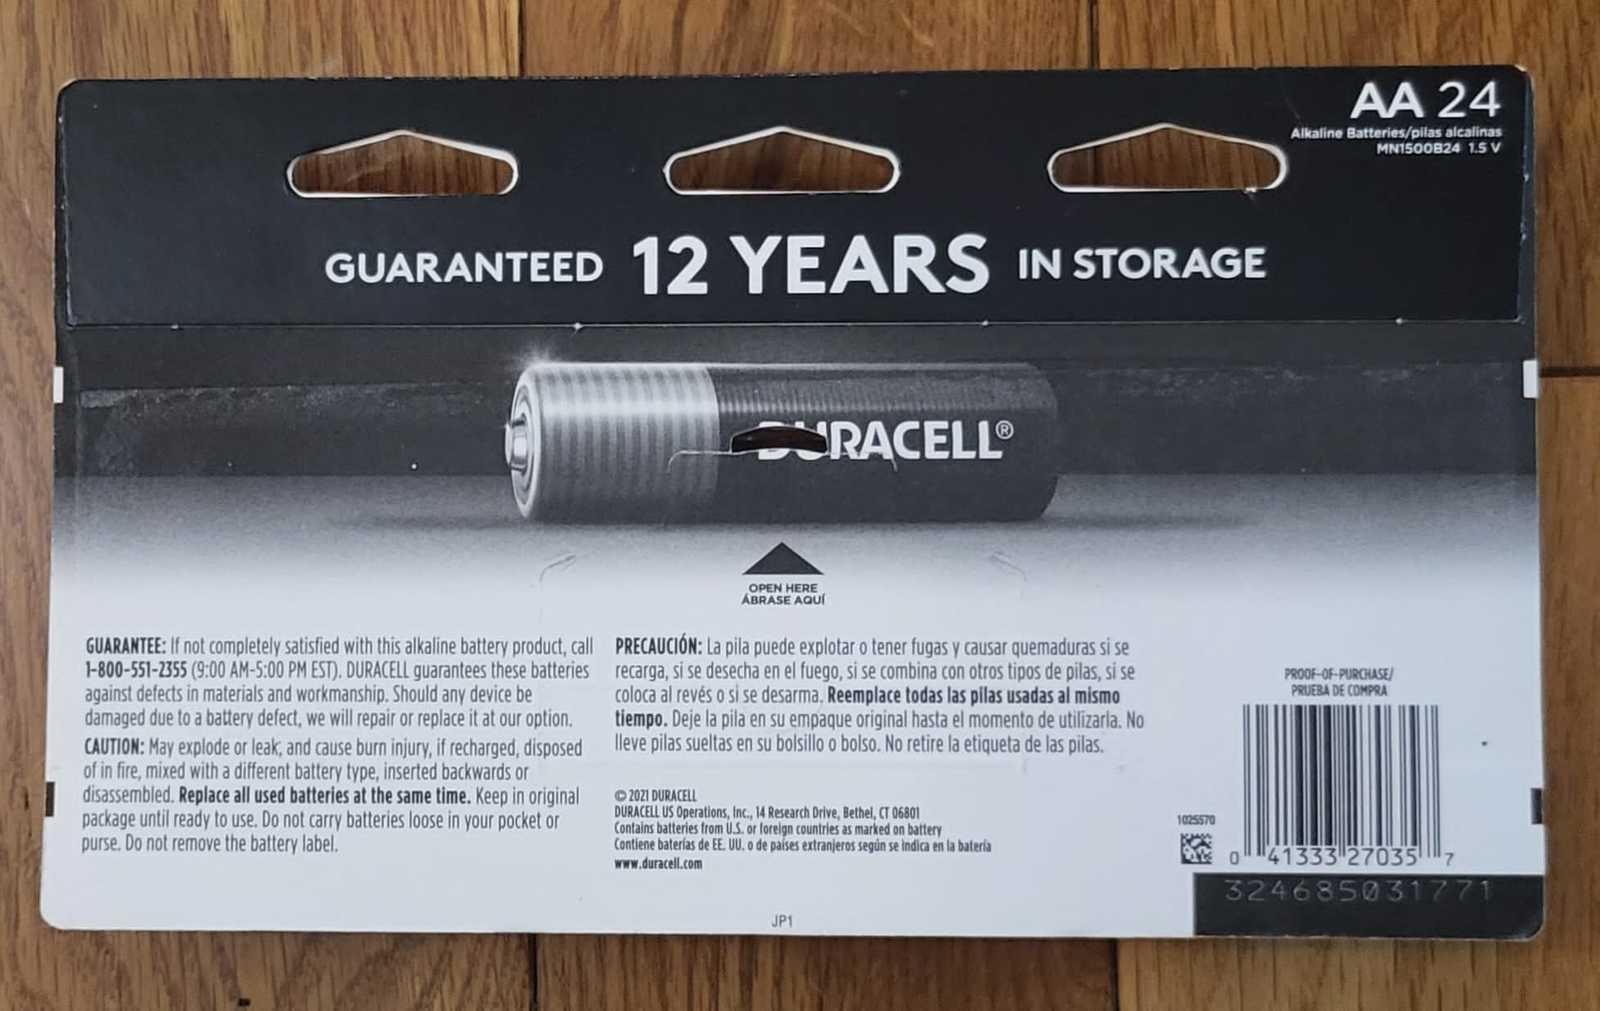 AA 24
Alkaline Batteries/pilas alcalinas
MN1500B24 1.5 V
GUARANTEED 12 YEARS IN STORAGE
DURACELL®
OPEN HERE
ÁBRASE AQUÍ
GUARANTEE: If not completely satisfied with this alkaline battery product, call
1-800-551-2355 (9:00 AM-5:00 PM EST). DURACELL guarantees these batteries
against defects in materials and workmanship. Should any device be
damaged due to a battery defect, we will repair or replace it at our option.
CAUTION: May explode or leak, and cause burn injury, if recharged, disposed
of in fire, mixed with a different battery type, inserted backwards or
disassembled. Replace all used batteries at the same time. Keep in original
package until ready to use. Do not carry batteries loose in your pocket or
purse. Do not remove the battery label.
PRECAUCIÓN: La pila puede explotar o tener fugas y causar quemaduras si se
recarga, si se desecha en el fuego, si se combina con otros tipos de pilas, si se
coloca al revés o si se desarma. Reemplace todas las pilas usadas al mismo
tiempo. Deje la pila en su empaque original hasta el momento de utilizarla. No
lleve pilas sueltas en su bolsillo o bolso. No retire la etiqueta de las pilas.
© 2021 DURACELL
DURACELL US Operations, Inc., 14 Research Drive, Bethel, CT 06801
Contains batteries from U.S. or foreign countries as marked on battery
Contiene baterías de EE. UU. o de países extranjeros según se indica en la batería
www.duracell.com
JP1
PROOF-OF-PURCHASE/
PRUEBA DE COMPRA
1025570
0 41333 27035 7
324685031771